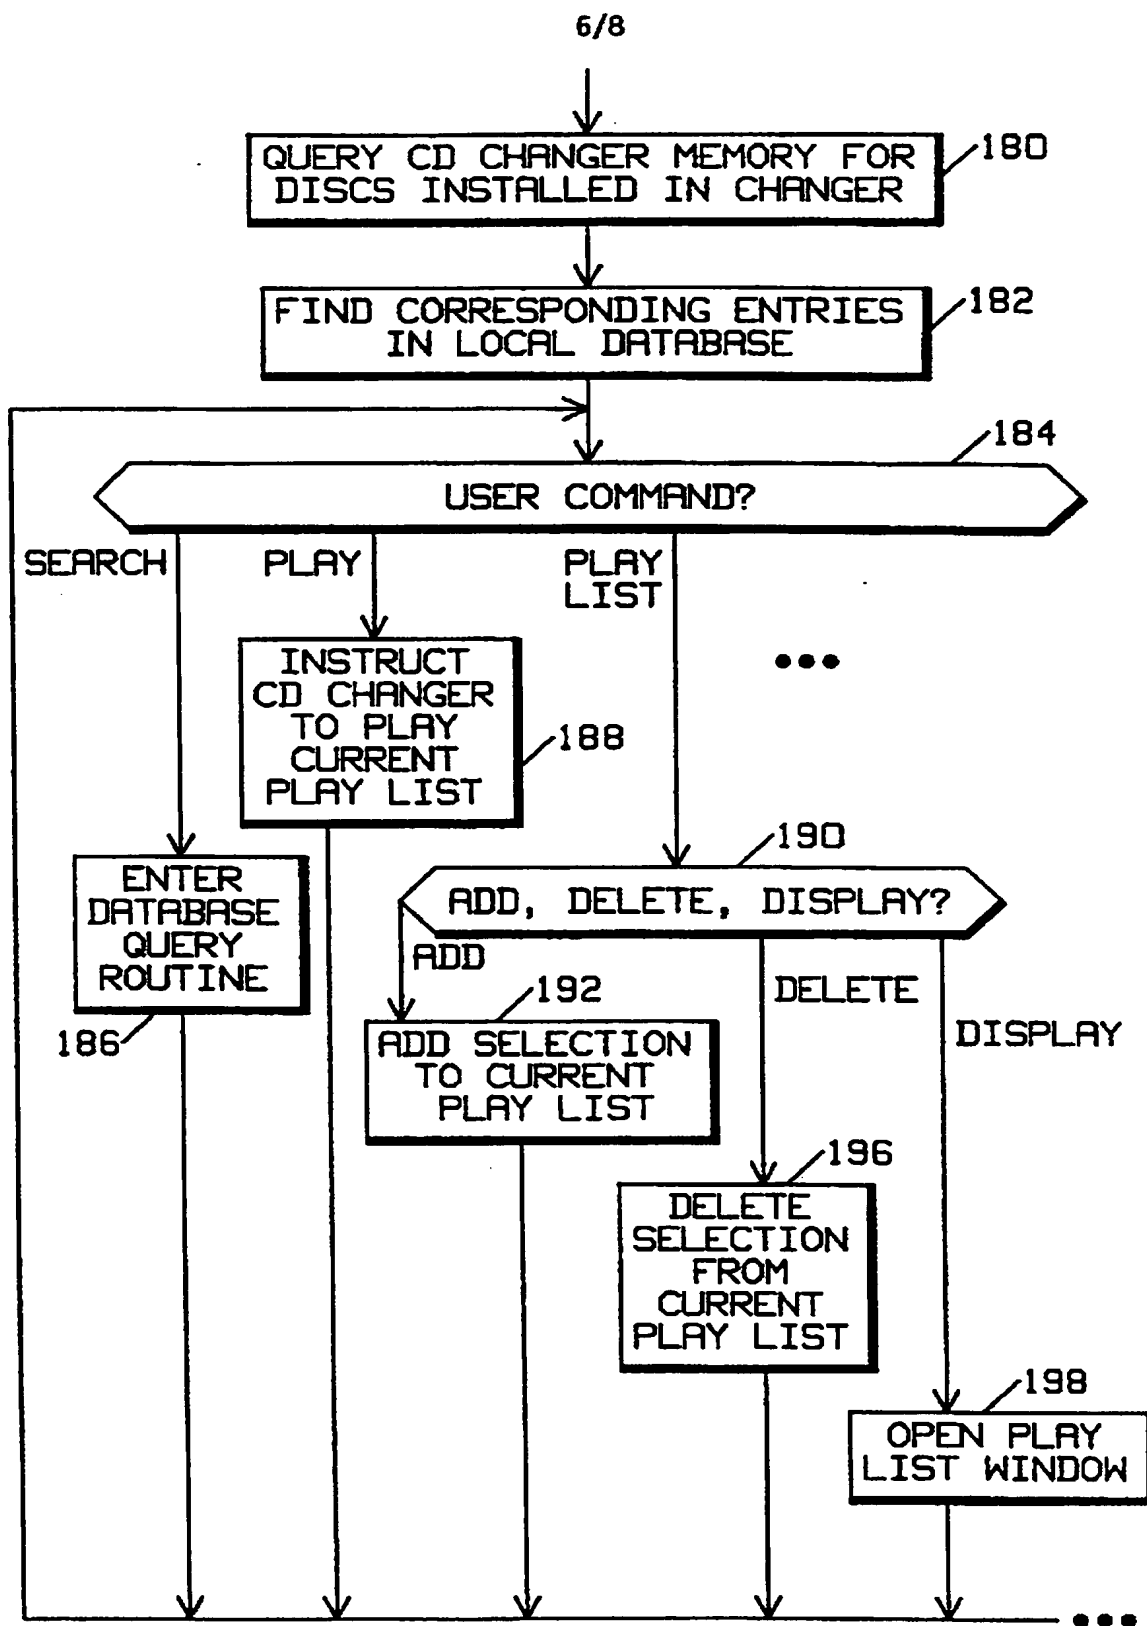 6/8
QUERY CD CHANGER MEMORY FOR
DISCS INSTALLED IN CHANGER
180
FIND CORRESPONDING ENTRIES
IN LOCAL DATABASE
182
184
USER COMMAND?
SEARCH
PLAY
PLAY
LIST
•••
INSTRUCT
CD CHANGER
TO PLAY
CURRENT
PLAY LIST
188
190
ENTER
DATABASE
QUERY
ROUTINE
186
ADD, DELETE, DISPLAY?
ADD
DELETE
DISPLAY
192
ADD SELECTION
TO CURRENT
PLAY LIST
196
DELETE
SELECTION
FROM
CURRENT
PLAY LIST
198
OPEN PLAY
LIST WINDOW
•••